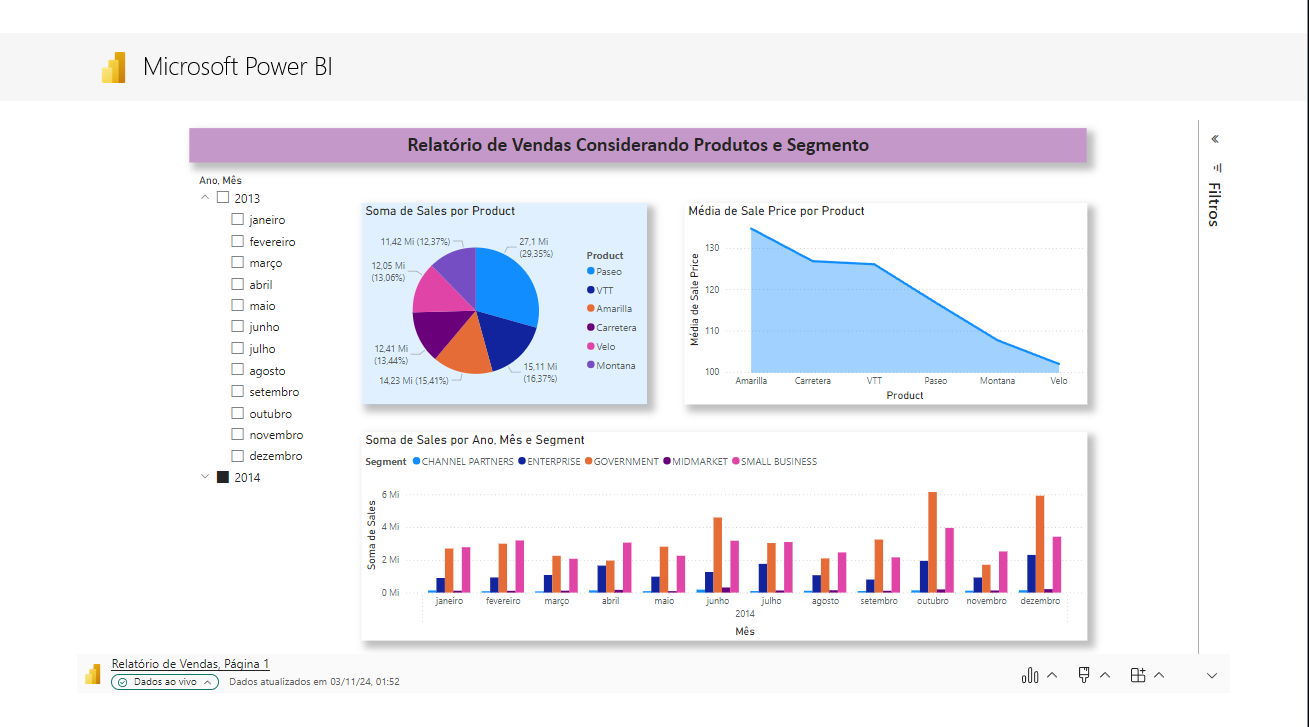 Microsoft Power BI
Relatório de Vendas Considerando Produtos e Segmento
Ano, Mês
2013
janeiro
fevereiro
março
abril
maio
junho
julho
agosto
setembro
outubro
novembro
dezembro
2014
Soma de Sales por Product
11,42 Mi (12,37%)
27,1 Mi
(29,35%)
12,05 Mi
(13,06%)
12,41 Mi
(13,44%)
15,11 Mi
(16,37%)
14,23 Mi (15,41%)
Product
Paseo
VTT
Amarilla
Carretera
Velo
Montana
Média de Sale Price por Product
Média de Sale Price
130
120
110
100
Amarilla Carretera VTT Paseo Montana Velo
Product
Soma de Sales por Ano, Mês e Segment
Segment CHANNEL PARTNERS ENTERPRISE GOVERNMENT MIDMARKET SMALL BUSINESS
Soma de Sales
6 Mi
4 Mi
2 Mi
0 Mi
janeiro fevereiro março abril maio junho julho agosto setembro outubro novembro dezembro
2014
Mês
Filtros
Relatório de Vendas, Página 1
Dados ao vivo Dados atualizados em 03/11/24, 01:52